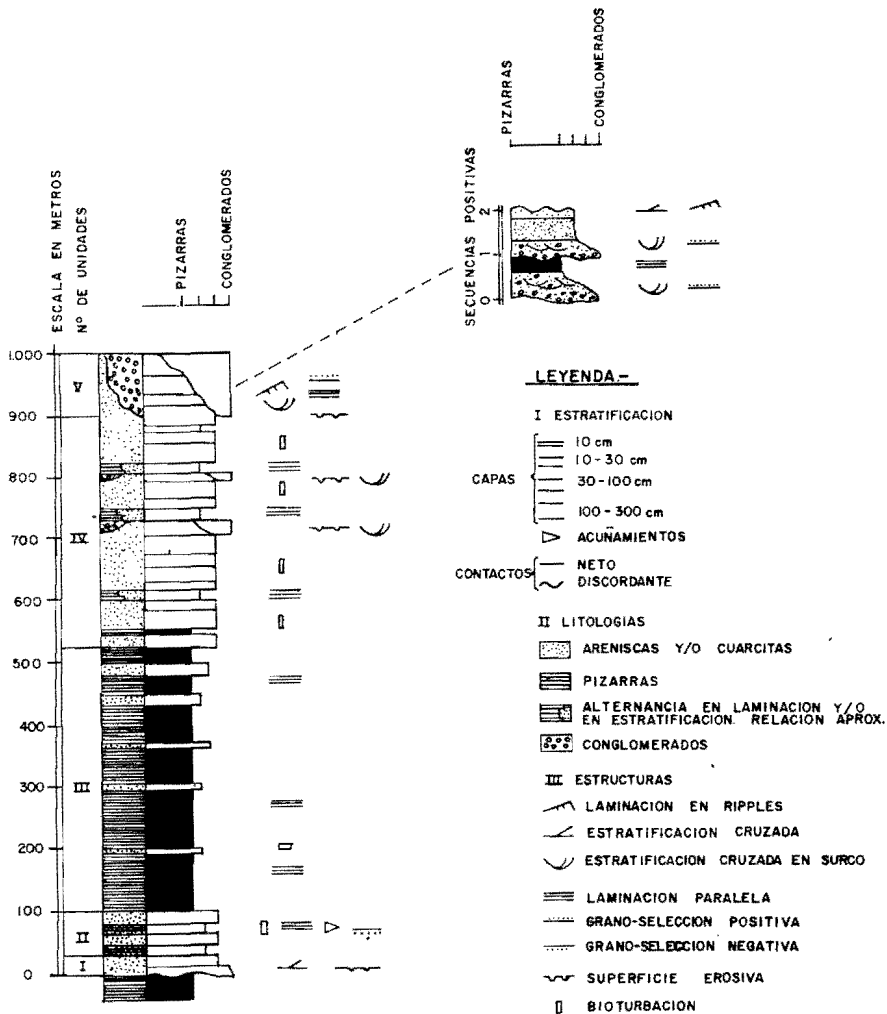 PIZARRAS
CONGLOMERADOS
SECUENCIAS POSITIVAS
2
1
0
ESCALA EN METROS
Nº DE UNIDADES
PIZARRAS
CONGLOMERADOS
1.000
900
800
700
600
500
400
300
200
100
0
V
IV
III
II
I
LEYENDA.-
I ESTRATIFICACION
CAPAS
10 cm
10-30 cm
30-100 cm
100-300 cm
ACUÑAMIENTOS
CONTACTOS
NETO
DISCORDANTE
II LITOLOGIAS
ARENISCAS Y/O CUARCITAS
PIZARRAS
ALTERNANCIA EN LAMINACION Y/O
EN ESTRATIFICACION. RELACION APROX.
CONGLOMERADOS
III ESTRUCTURAS
LAMINACION EN RIPPLES
ESTRATIFICACION CRUZADA
ESTRATIFICACION CRUZADA EN SURCO
LAMINACION PARALELA
GRANO-SELECCION POSITIVA
GRANO-SELECCION NEGATIVA
SUPERFICIE EROSIVA
BIOTURBACION